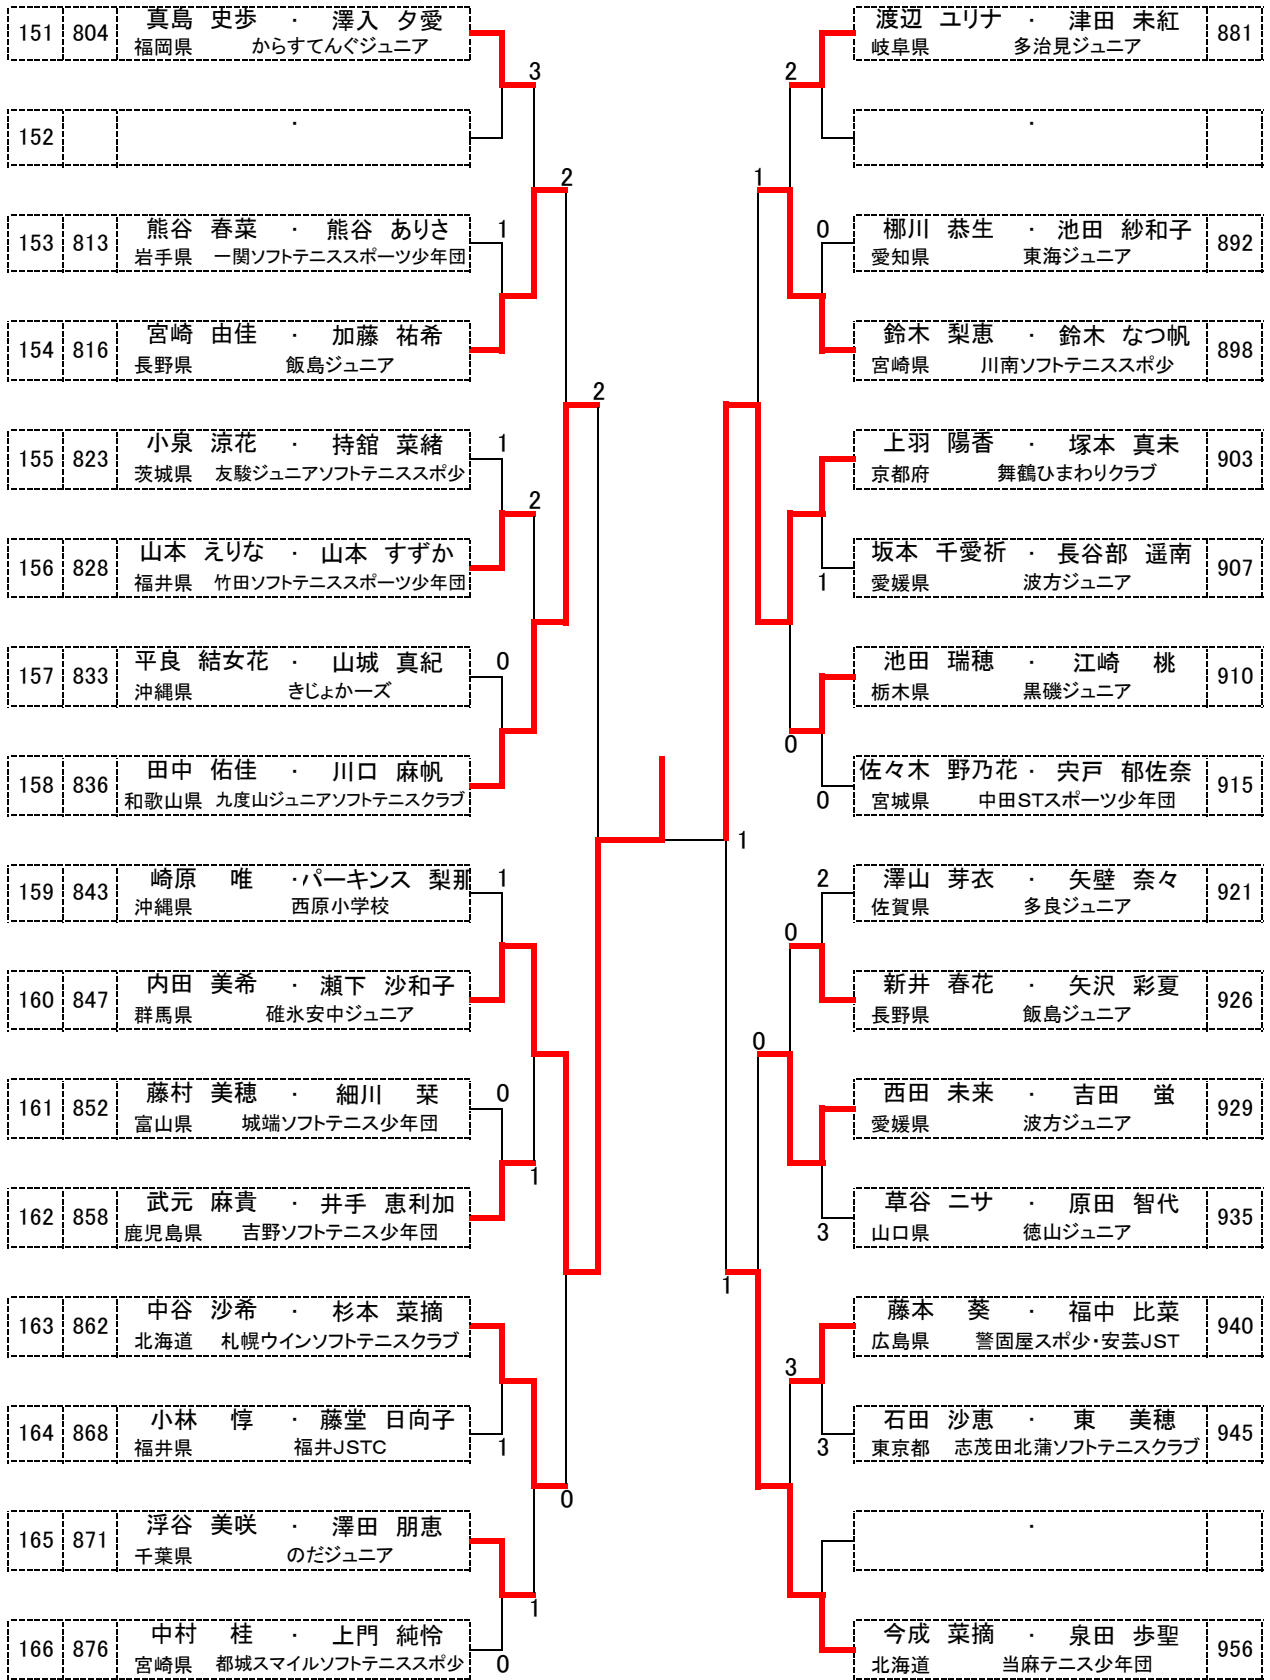 151 804 真島 史歩 ・ 澤入 夕愛
福岡県 からすてんぐジュニア
3
152 ・
2
153 813 熊谷 春菜 ・ 熊谷 ありさ 1
岩手県 一関ソフトテニススポーツ少年団
154 816 宮崎 由佳 ・ 加藤 祐希
長野県 飯島ジュニア
2
155 823 小泉 涼花 ・ 持舘 菜緒 1
茨城県 友駿ジュニアソフトテニススポ少
2
156 828 山本 えりな ・ 山本 すずか
福井県 竹田ソフトテニススポーツ少年団
157 833 平良 結女花 ・ 山城 真紀 0
沖縄県 きじょかーズ
158 836 田中 佑佳 ・ 川口 麻帆
和歌山県 九度山ジュニアソフトテニスクラブ
159 843 崎原 唯 ・パーキンス 梨那 1
沖縄県 西原小学校
160 847 内田 美希 ・ 瀬下 沙和子
群馬県 碓氷安中ジュニア
161 852 藤村 美穂 ・ 細川 栞 0
富山県 城端ソフトテニス少年団
1
162 858 武元 麻貴 ・ 井手 恵利加
鹿児島県 吉野ソフトテニス少年団
163 862 中谷 沙希 ・ 杉本 菜摘
北海道 札幌ウインソフトテニスクラブ
164 868 小林 惇 ・ 藤堂 日向子
福井県 福井JSTC 1
0
165 871 浮谷 美咲 ・ 澤田 朋恵
千葉県 のだジュニア
1
166 876 中村 桂 ・ 上門 純怜
宮崎県 都城スマイルソフトテニススポ少 0
渡辺 ユリナ ・ 津田 未紅 881
岐阜県 多治見ジュニア
2
・
1
0 梛川 恭生 ・ 池田 紗和子 892
愛知県 東海ジュニア
鈴木 梨恵 ・ 鈴木 なつ帆 898
宮崎県 川南ソフトテニススポ少
上羽 陽香 ・ 塚本 真未 903
京都府 舞鶴ひまわりクラブ
坂本 千愛祈 ・ 長谷部 遥南 907
1 愛媛県 波方ジュニア
池田 瑞穂 ・ 江崎 桃 910
栃木県 黒磯ジュニア
0
佐々木 野乃花 ・ 宍戸 郁佐奈 915
0 宮城県 中田STスポーツ少年団
1
2 澤山 芽衣 ・ 矢壁 奈々 921
佐賀県 多良ジュニア
0
新井 春花 ・ 矢沢 彩夏 926
長野県 飯島ジュニア
0
西田 未来 ・ 吉田 蛍 929
愛媛県 波方ジュニア
草谷 ニサ ・ 原田 智代 935
3 山口県 徳山ジュニア
1
藤本 葵 ・ 福中 比菜 940
広島県 警固屋スポ少・安芸JST
3
石田 沙恵 ・ 東 美穂 945
3 東京都 志茂田北蒲ソフトテニスクラブ
・
今成 菜摘 ・ 泉田 歩聖 956
北海道 当麻テニス少年団